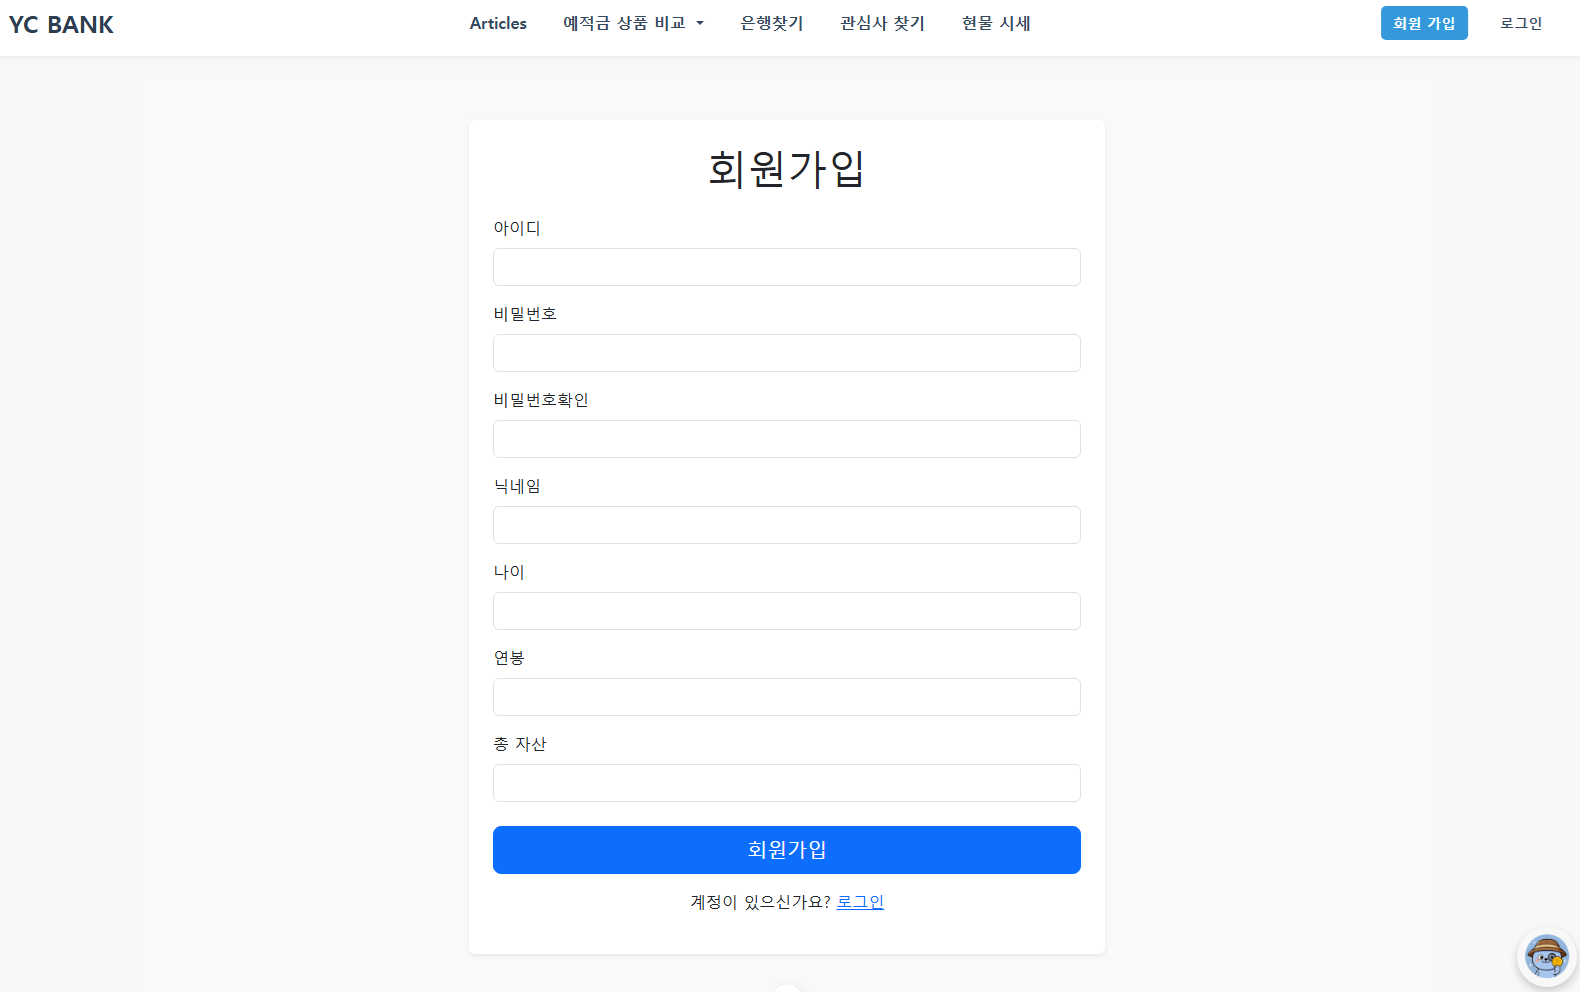 YC BANK
Articles
예적금 상품 비교
은행찾기
관심사 찾기
현물 시세
회원 가입
로그인
회원가입
아이디
비밀번호
비밀번호확인
닉네임
나이
연봉
총 자산
회원가입
계정이 있으신가요? 로그인